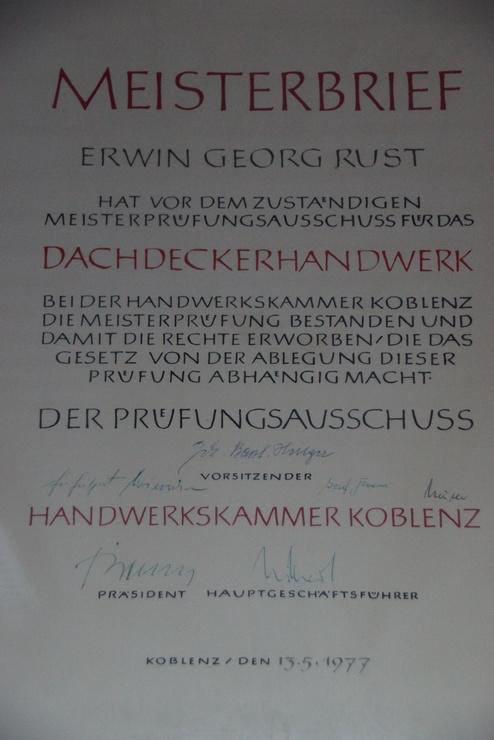 MEISTERBRIEF
ERWIN GEORG RUST
HAT VOR DEM ZUSTÄNDIGEN
MEISTERPRÜFUNGSAUSSCHUSS FÜR DAS
DACHDECKERHANDWERK
BEI DER HANDWERKSKAMMER KOBLENZ
DIE MEISTERPRÜFUNG BESTANDEN UND
DAMIT DIE RECHTE ERWORBEN/DIE DAS
GESETZ VON DER ABLEGUNG DIESER
PRÜFUNG ABHÄNGIG MACHT·
DER PRÜFUNGSAUSSCHUSS
VORSITZENDER
HANDWERKSKAMMER KOBLENZ
PRÄSIDENT HAUPTGESCHÄFTSFÜHRER
KOBLENZ/DEN 13.5.1977